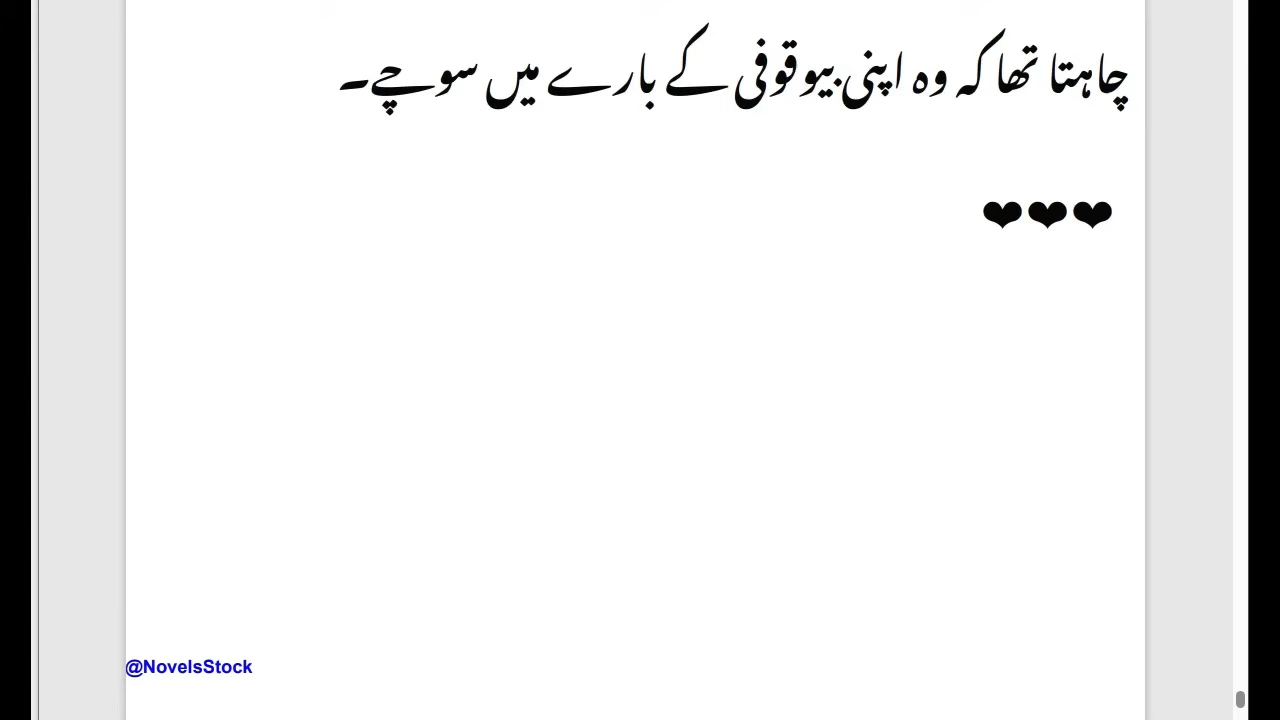 چاہتا تھا کہ وہ اپنی بیوقوفی کے بارے میں سوچے۔
❤❤❤
@NovelsStock